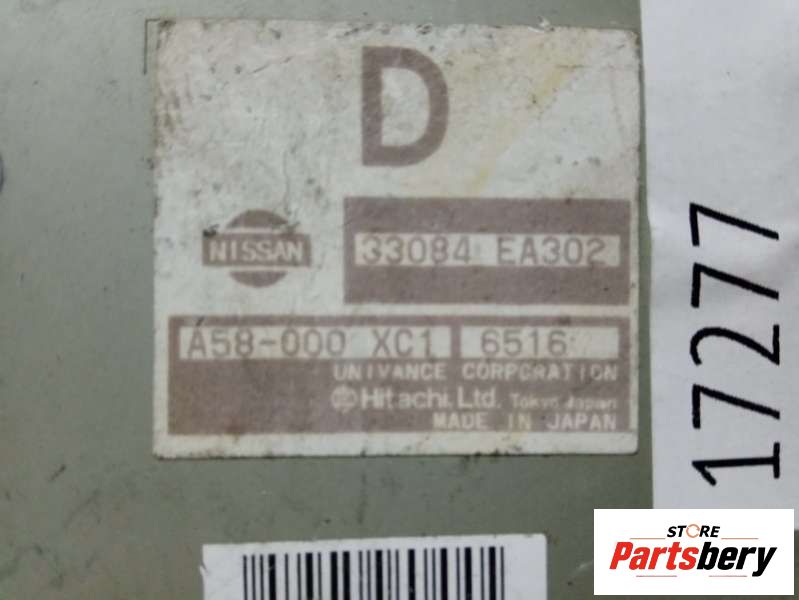 D
NISSAN
33084 EA302
A58-000 XC1 6516
UNIVANCE CORPORATION
Hitachi, Ltd. Tokyo Japan
MADE IN JAPAN
17277
STORE
Partsbery